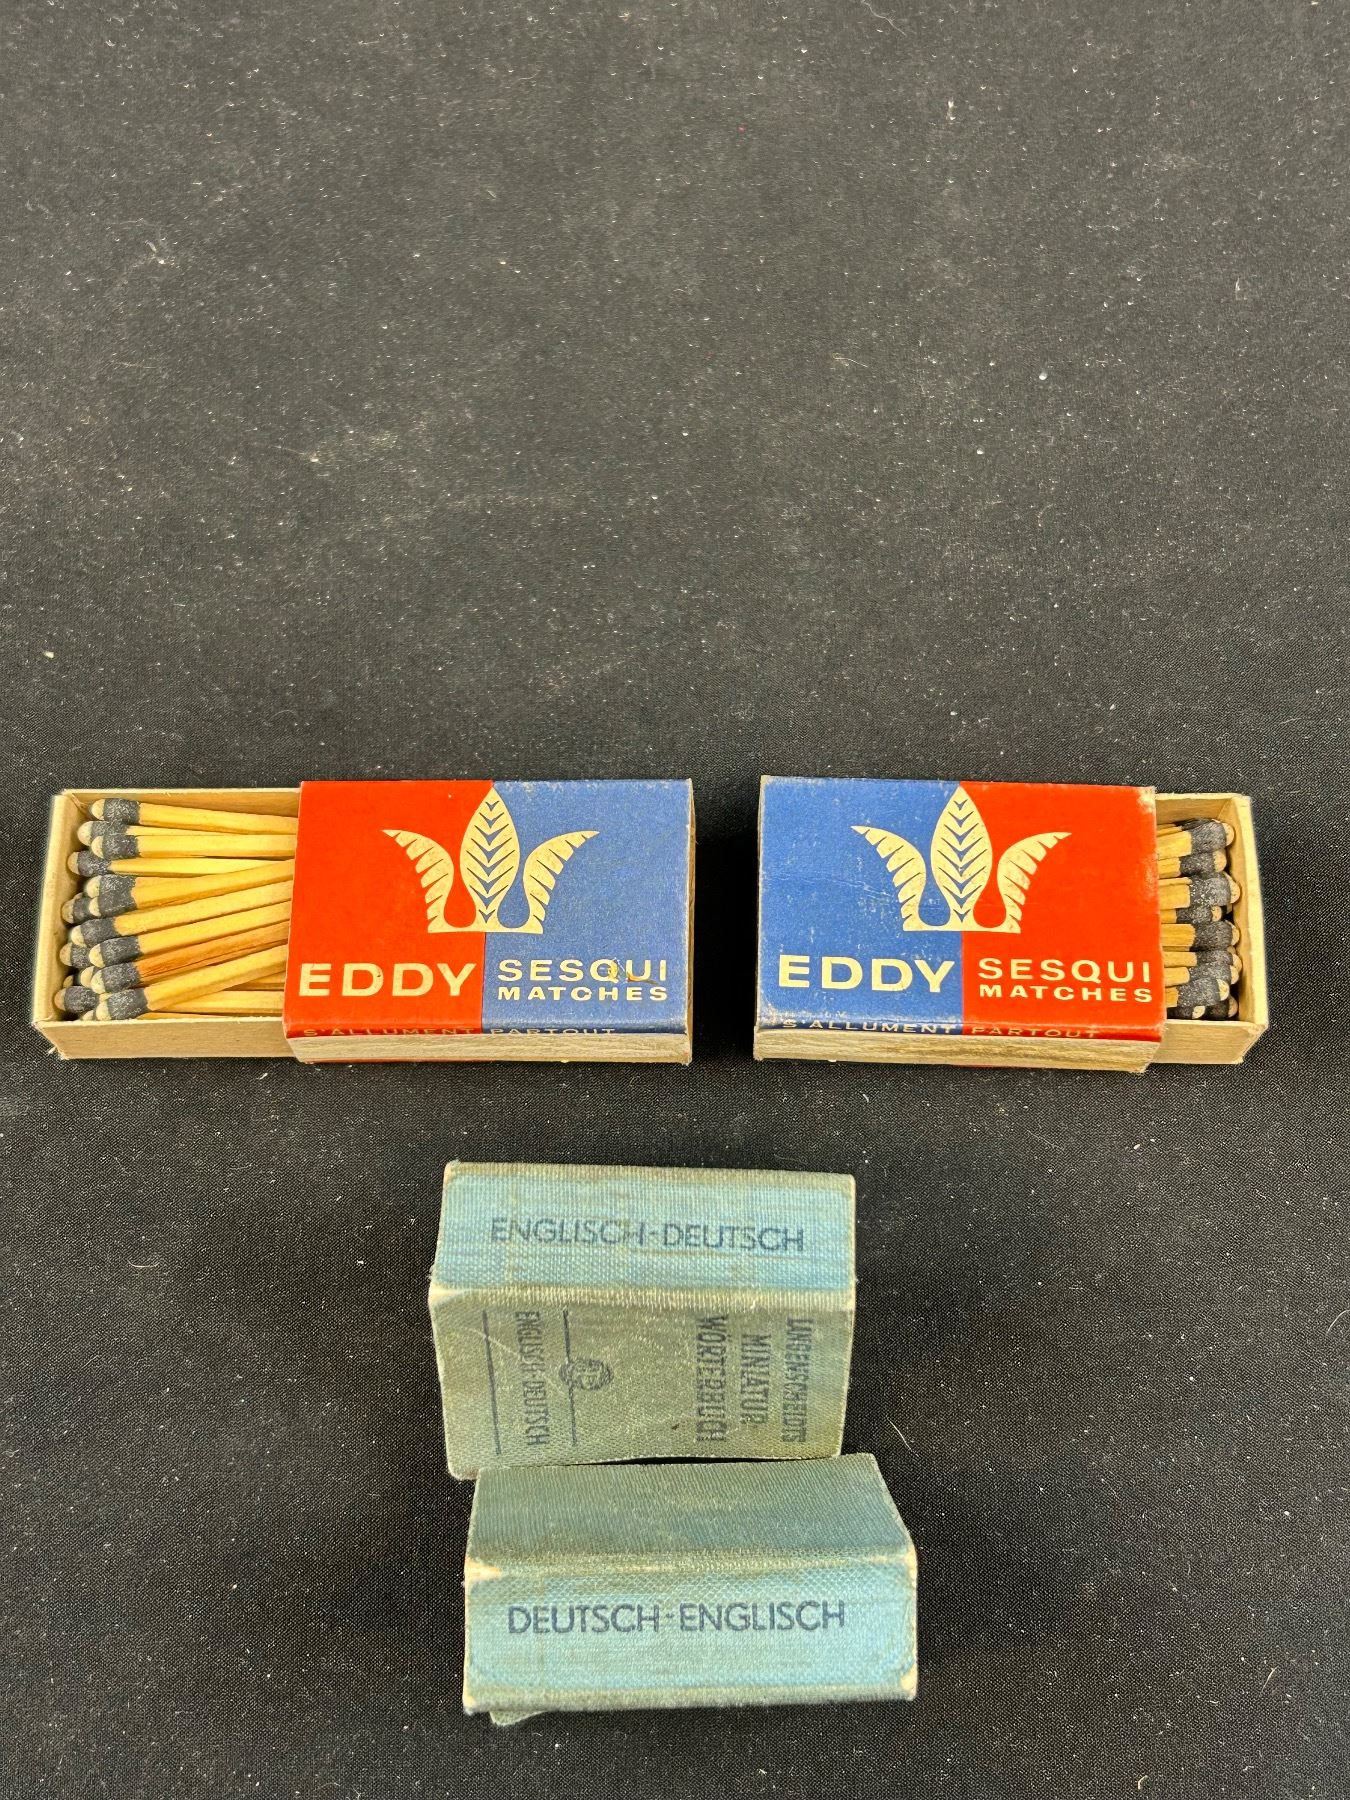 EDDY SESQUI
MATCHES
S'ALLUMENT PARTOUT
EDDY SESQUI
MATCHES
S'ALLUMENT PARTOUT
ENGLISCH-DEUTSCH
LANGENSCHEIDTS
MINIATUR-
WÖRTERBUCH
ENGLISCH-DEUTSCH
DEUTSCH-ENGLISCH